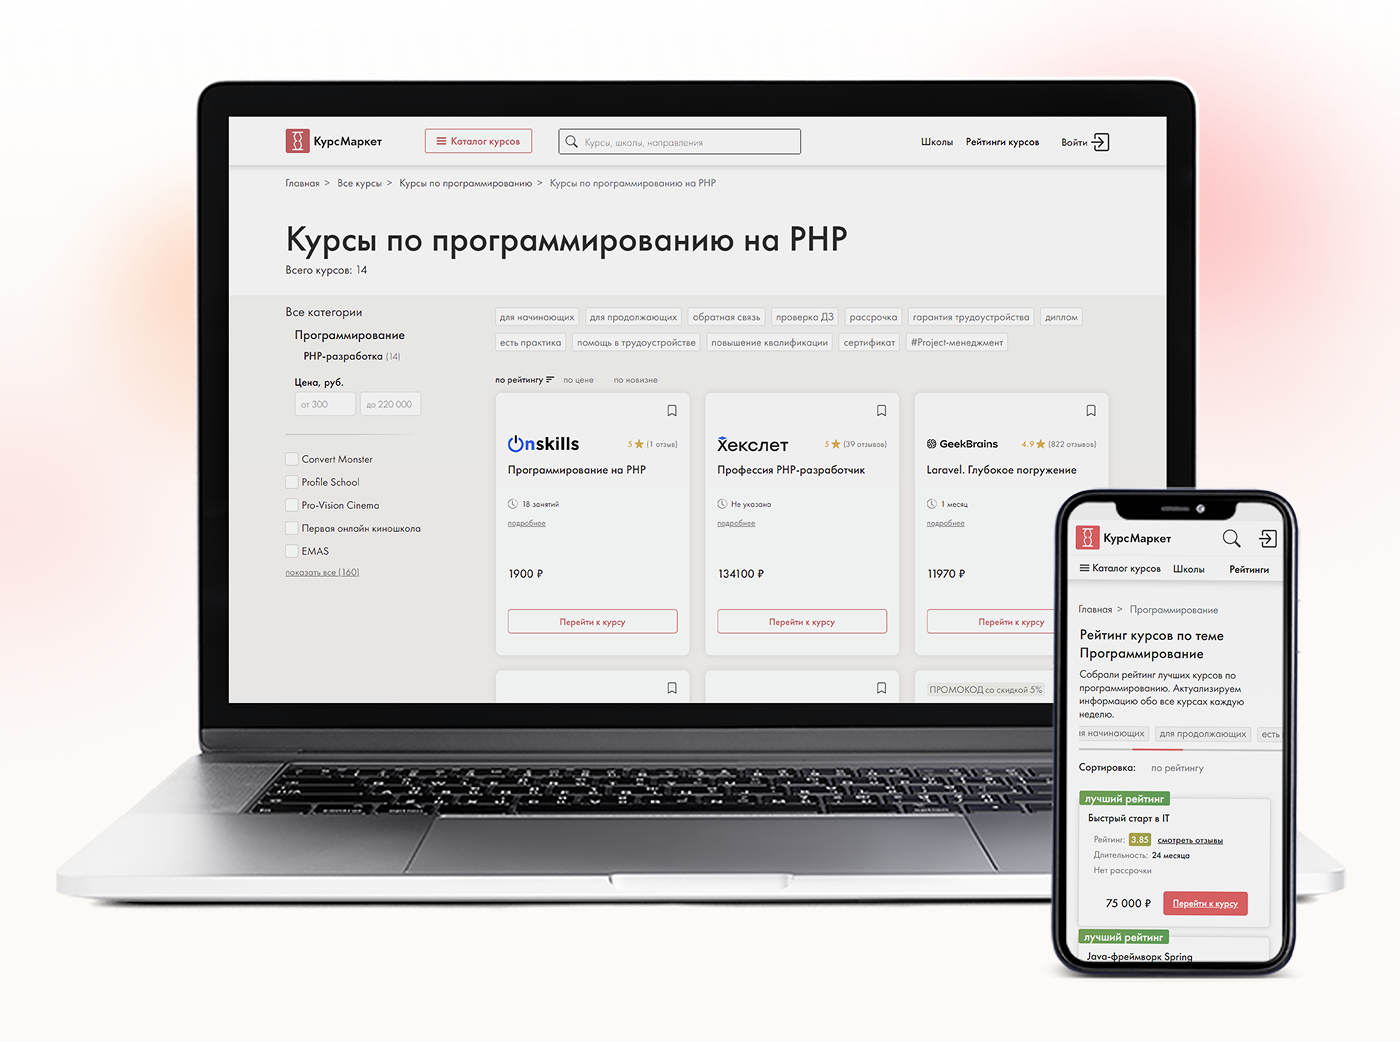 КурсМаркет
Каталог курсов
Курсы, школы, направления
Школы
Рейтинги курсов
Войти
Главная > Все курсы > Курсы по программированию > Курсы по программированию на PHP
Курсы по программированию на PHP
Всего курсов: 14
Все категории
Программирование
PHP-разработка (14)
Цена, руб.
от 300
до 220 000
Convert Monster
Profile School
Pro-Vision Cinema
Первая онлайн киношкола
EMAS
показать все (160)
для начинающих
для продолжающих
обратная связь
проверка ДЗ
рассрочка
гарантия трудоустройства
диплом
есть практика
помощь в трудоустройстве
повышение квалификации
сертификат
#Project-менеджмент
по рейтингу
по цене
по новизне
Onskills
5 ★ (1 отзыв)
Программирование на PHP
18 занятий
подробнее
1900 ₽
Перейти к курсу
Хекслет
5 ★ (39 отзывов)
Профессия PHP-разработчик
Не указана
подробнее
134100 ₽
Перейти к курсу
GeekBrains
4.9 ★ (822 отзывов)
Laravel. Глубокое погружение
1 месяц
подробнее
11970 ₽
Перейти к курсу
ПРОМОКОД со скидкой 5%
КурсМаркет
Каталог курсов
Школы
Рейтинги
Главная > Программирование
Рейтинг курсов по теме
Программирование
Собрали рейтинг лучших курсов по
программированию. Актуализируем
информацию обо все курсах каждую
неделю.
я начинающих
для продолжающих
есть
Сортировка:
по рейтингу
лучший рейтинг
Быстрый старт в IT
Рейтинг: 3.85 смотреть отзывы
Длительность: 24 месяца
Нет рассрочки
75 000 ₽
Перейти к курсу
лучший рейтинг
Java-фреймворк Spring